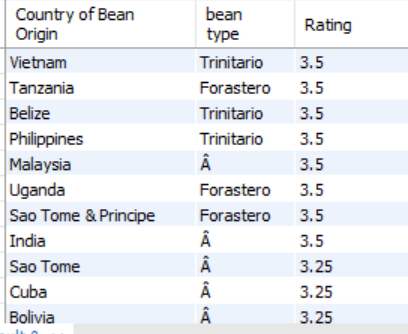 Country of Bean Origin bean type Rating
Vietnam Trinitario 3.5
Tanzania Forastero 3.5
Belize Trinitario 3.5
Philippines Trinitario 3.5
Malaysia Â 3.5
Uganda Forastero 3.5
Sao Tome & Principe Forastero 3.5
India Â 3.5
Sao Tome Â 3.25
Cuba Â 3.25
Bolivia Â 3.25